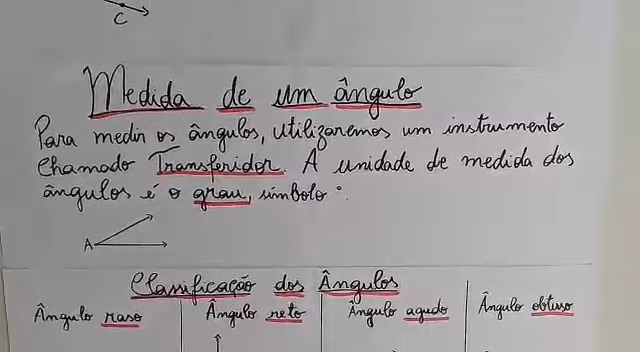 C
Medida de um ângulo
Para medir os ângulos, utilizaremos um instrumento
chamado Transferidor. A unidade de medida dos
ângulos é o grau, símbolo °.
A
Classificação dos Ângulos
Ângulo raso Ângulo reto Ângulo agudo Ângulo obtuso